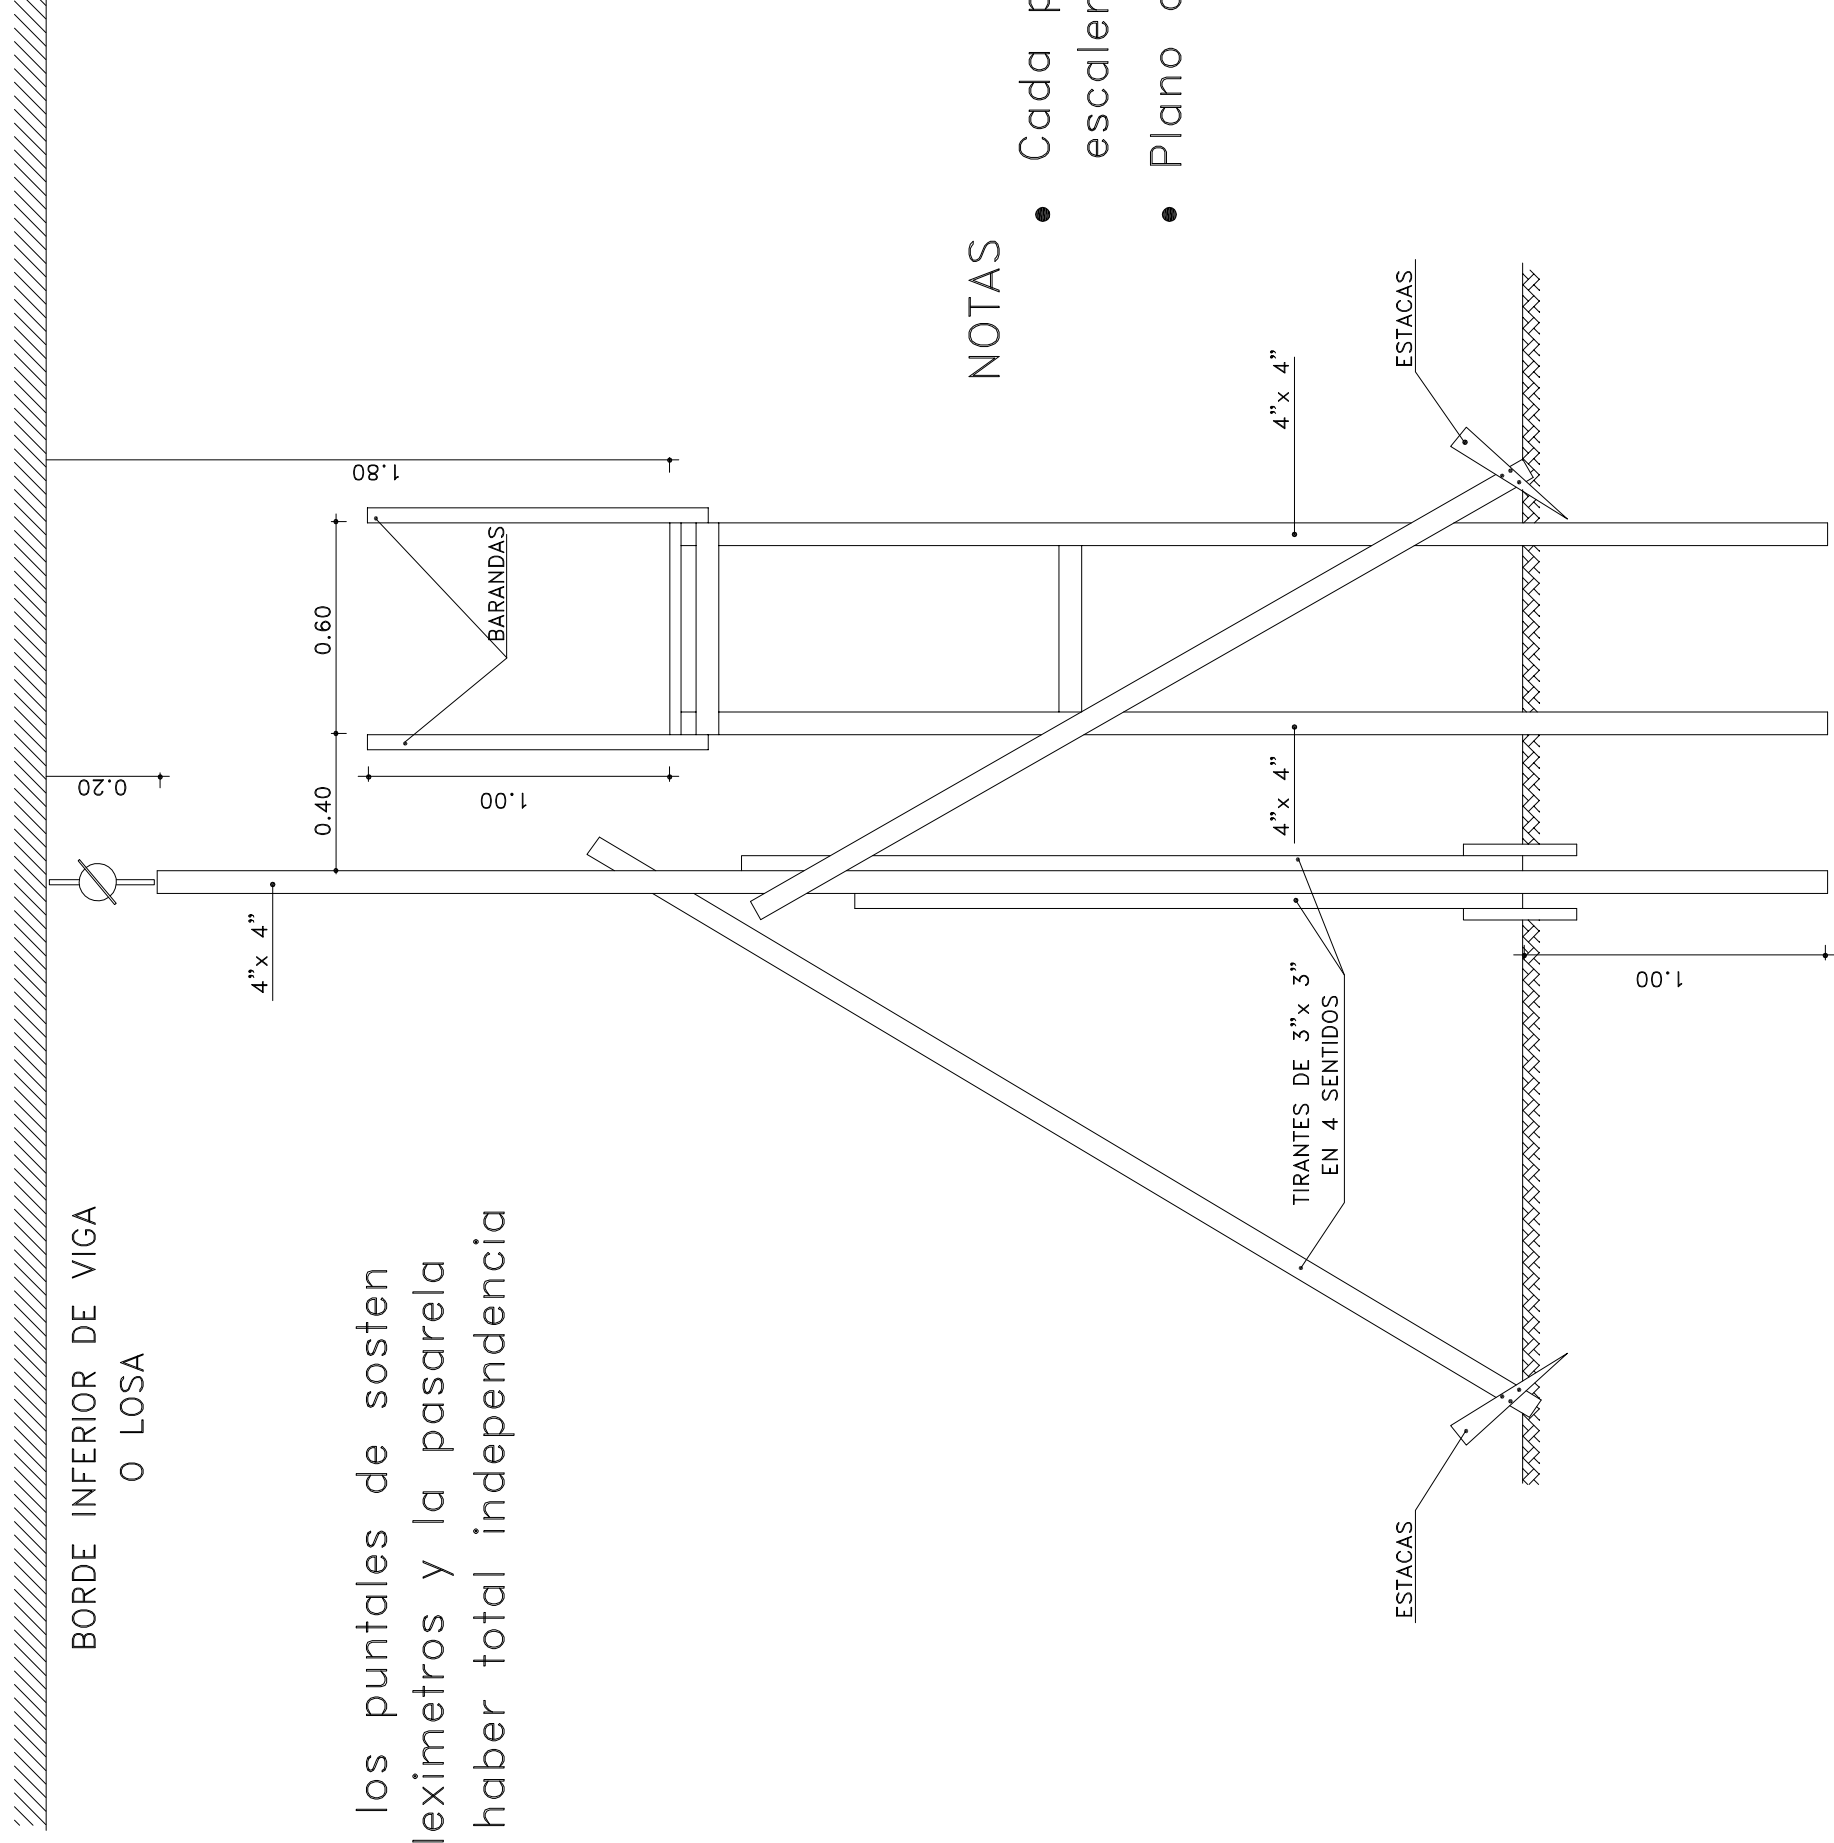 BORDE INFERIOR DE VIGA
O LOSA
los puntales de sosten
leximetros y la pasarela
haber total independencia
0.20
4"x 4"
0.40
0.60
1.80
BARANDAS
1.00
NOTAS
• Cada p
escaler
• Plano
4"x 4"
4"x 4"
TIRANTES DE 3"x 3"
EN 4 SENTIDOS
ESTACAS
ESTACAS
1.00